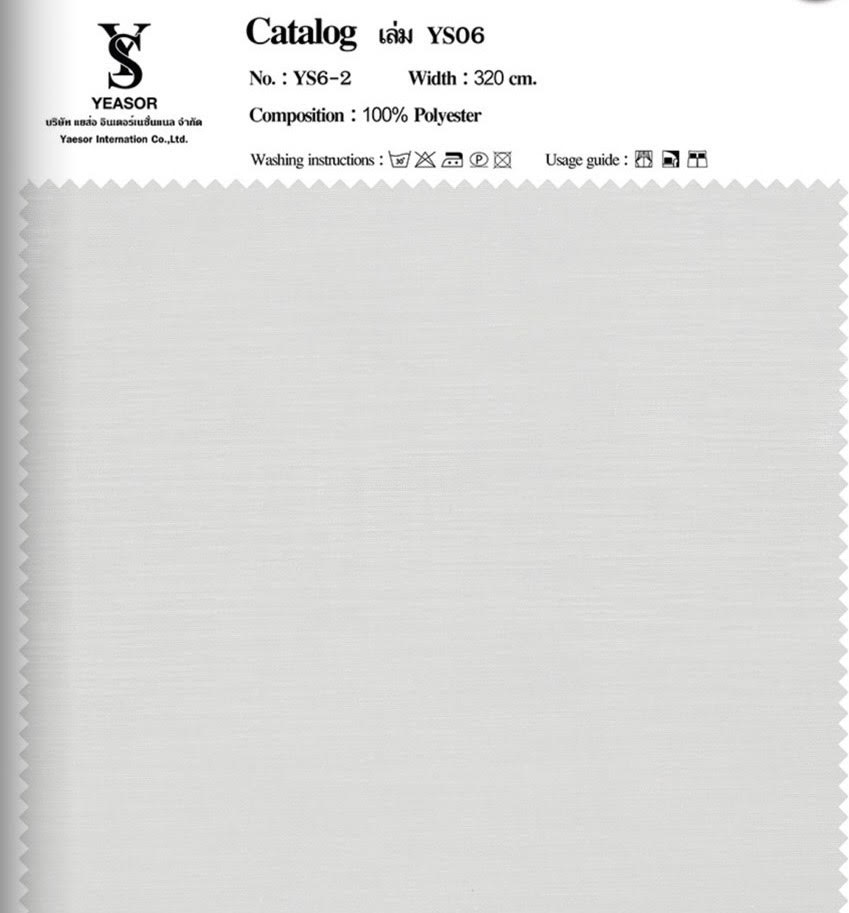 YS
YEASOR
บริษัท แยส่อ อินเตอร์เนชั่นแนล จำกัด
Yaesor Internation Co.,Ltd.
Catalog เล่ม YS06
No. : YS6-2 Width : 320 cm.
Composition : 100% Polyester
Washing instructions : 30 P Usage guide :